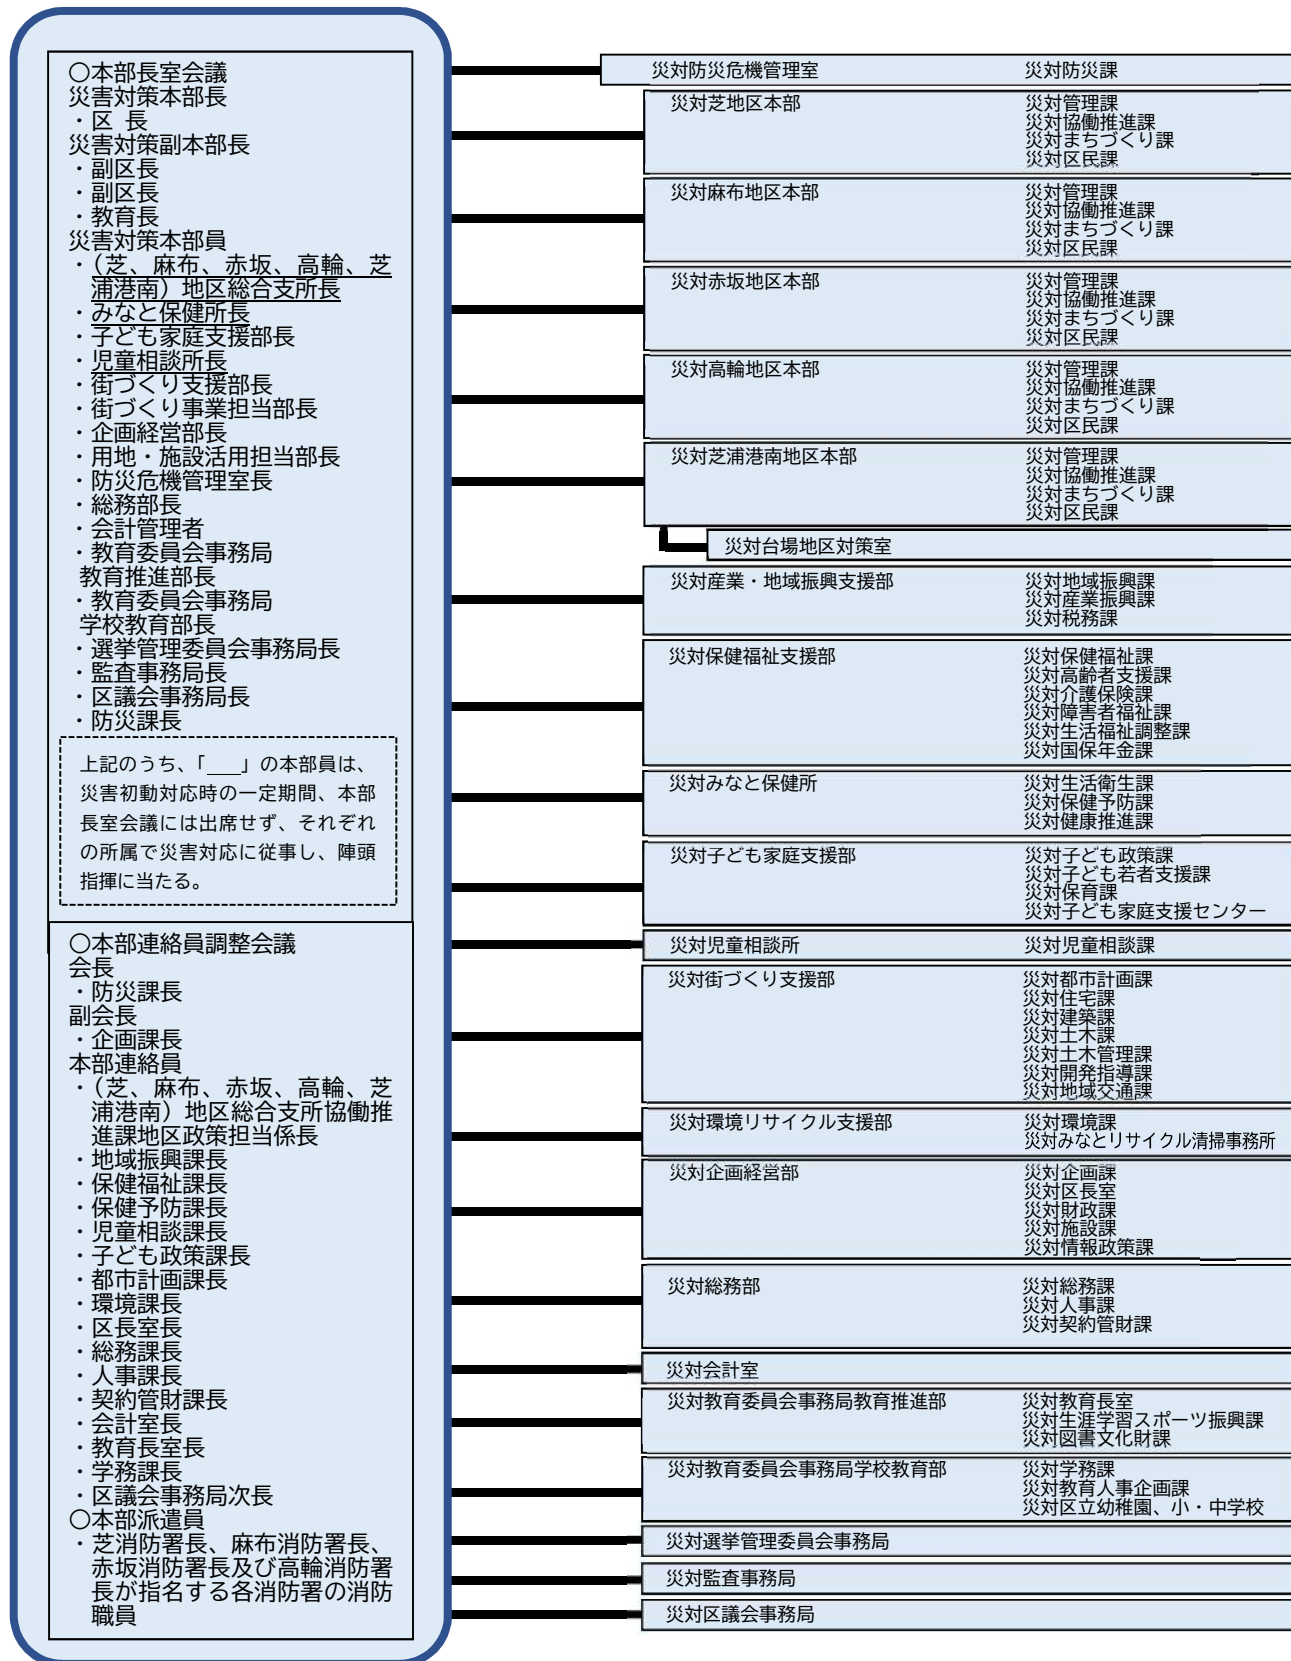 〇本部長室会議
災害対策本部長
・区 長
災害対策副本部長
・副区長
・副区長
・教育長
災害対策本部員
・（芝、麻布、赤坂、高輪、芝
浦港南）地区総合支所長
・みなと保健所長
・子ども家庭支援部長
・児童相談所長
・街づくり支援部長
・街づくり事業担当部長
・企画経営部長
・用地・施設活用担当部長
・防災危機管理室長
・総務部長
・会計管理者
・教育委員会事務局
教育推進部長
・教育委員会事務局
学校教育部長
・選挙管理委員会事務局長
・監査事務局長
・区議会事務局長
・防災課長
上記のうち、「___」の本部員は、
災害初動対応時の一定期間、本部
長室会議には出席せず、それぞれ
の所属で災害対応に従事し、陣頭
指揮に当たる。
〇本部連絡員調整会議
会長
・防災課長
副会長
・企画課長
本部連絡員
・（芝、麻布、赤坂、高輪、芝
浦港南）地区総合支所協働推
進課地区政策担当係長
・地域振興課長
・保健福祉課長
・保健予防課長
・児童相談課長
・子ども政策課長
・都市計画課長
・環境課長
・区長室長
・総務課長
・人事課長
・契約管財課長
・会計室長
・教育長室長
・学務課長
・区議会事務局次長
〇本部派遣員
・芝消防署長、麻布消防署長、
赤坂消防署長及び高輪消防署
長が指名する各消防署の消防
職員
災対防災危機管理室 災対防災課
災対芝地区本部 災対管理課
災対協働推進課
災対まちづくり課
災対区民課
災対麻布地区本部 災対管理課
災対協働推進課
災対まちづくり課
災対区民課
災対赤坂地区本部 災対管理課
災対協働推進課
災対まちづくり課
災対区民課
災対高輪地区本部 災対管理課
災対協働推進課
災対まちづくり課
災対区民課
災対芝浦港南地区本部 災対管理課
災対協働推進課
災対まちづくり課
災対区民課
災対台場地区対策室
災対産業・地域振興支援部 災対地域振興課
災対産業振興課
災対税務課
災対保健福祉支援部 災対保健福祉課
災対高齢者支援課
災対介護保険課
災対障害者福祉課
災対生活福祉調整課
災対国保年金課
災対みなと保健所 災対生活衛生課
災対保健予防課
災対健康推進課
災対子ども家庭支援部 災対子ども政策課
災対子ども若者支援課
災対保育課
災対子ども家庭支援センター
災対児童相談所 災対児童相談課
災対街づくり支援部 災対都市計画課
災対住宅課
災対建築課
災対土木課
災対土木管理課
災対開発指導課
災対地域交通課
災対環境リサイクル支援部 災対環境課
災対みなとリサイクル清掃事務所
災対企画経営部 災対企画課
災対区長室
災対財政課
災対施設課
災対情報政策課
災対総務部 災対総務課
災対人事課
災対契約管財課
災対会計室
災対教育委員会事務局教育推進部 災対教育長室
災対生涯学習スポーツ振興課
災対図書文化財課
災対教育委員会事務局学校教育部 災対学務課
災対教育人事企画課
災対区立幼稚園、小・中学校
災対選挙管理委員会事務局
災対監査事務局
災対区議会事務局